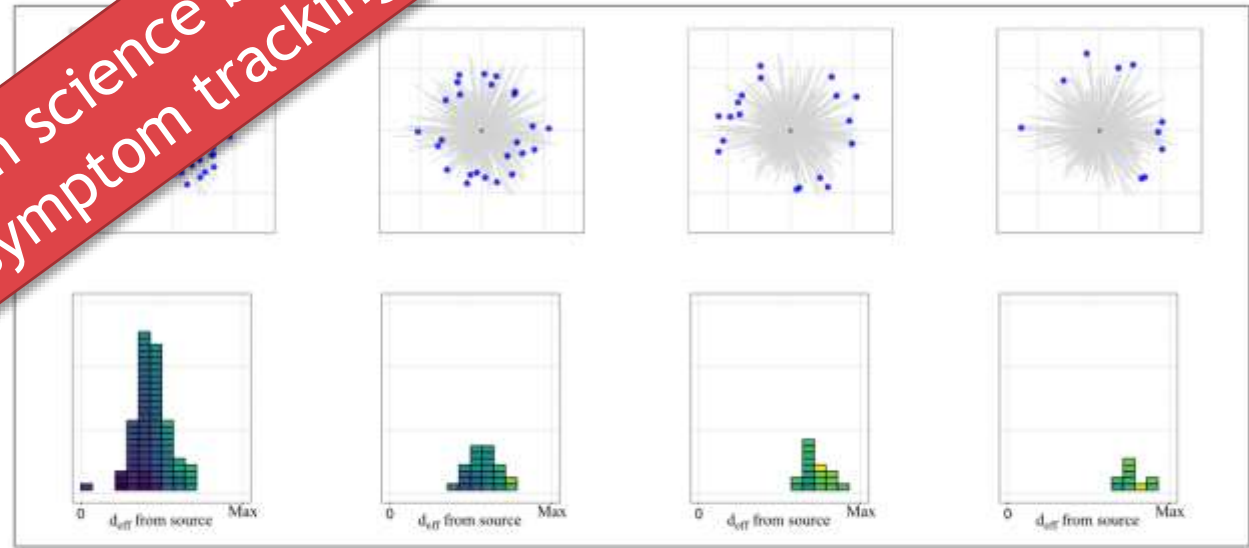 science
symptom tracking
0 Max
d_eff from source
0 Max
d_eff from source
0 Max
d_eff from source
0 Max
d_eff from source